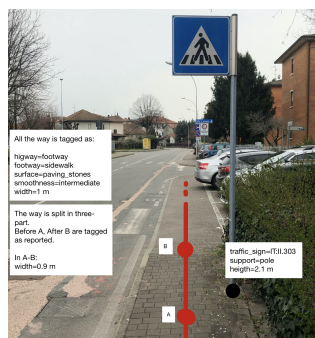 All the way is tagged as:
higway=footway
footway=sidewalk
surface=paving_stones
smoothness=intermediate
width=1 m
The way is split in three-
part.
Before A, After B are tagged
as reported.
In A-B:
width=0.9 m
B
A
traffic_sign=IT:II.303
support=pole
heigth=2.1 m